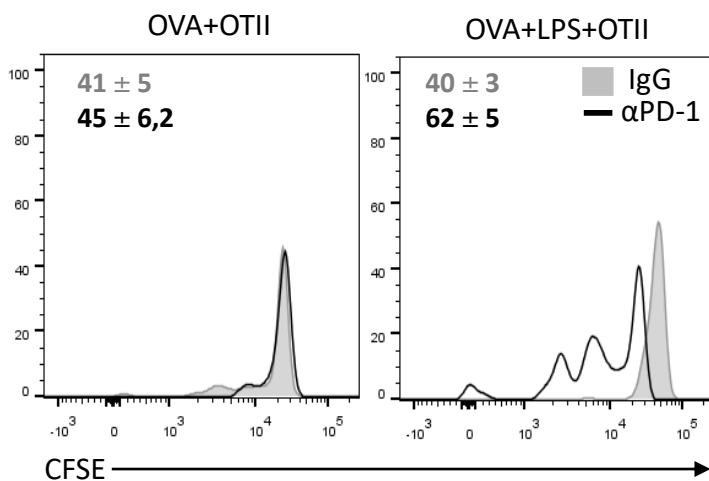 OVA+OTII
100
80
60
40
20
0
41 ± 5
45 ± 6,2
-10³ 0 10³ 10⁴ 10⁵
OVA+LPS+OTII
100
80
60
40
20
0
40 ± 3
62 ± 5
IgG
αPD-1
-10³ 0 10³ 10⁴ 10⁵
CFSE